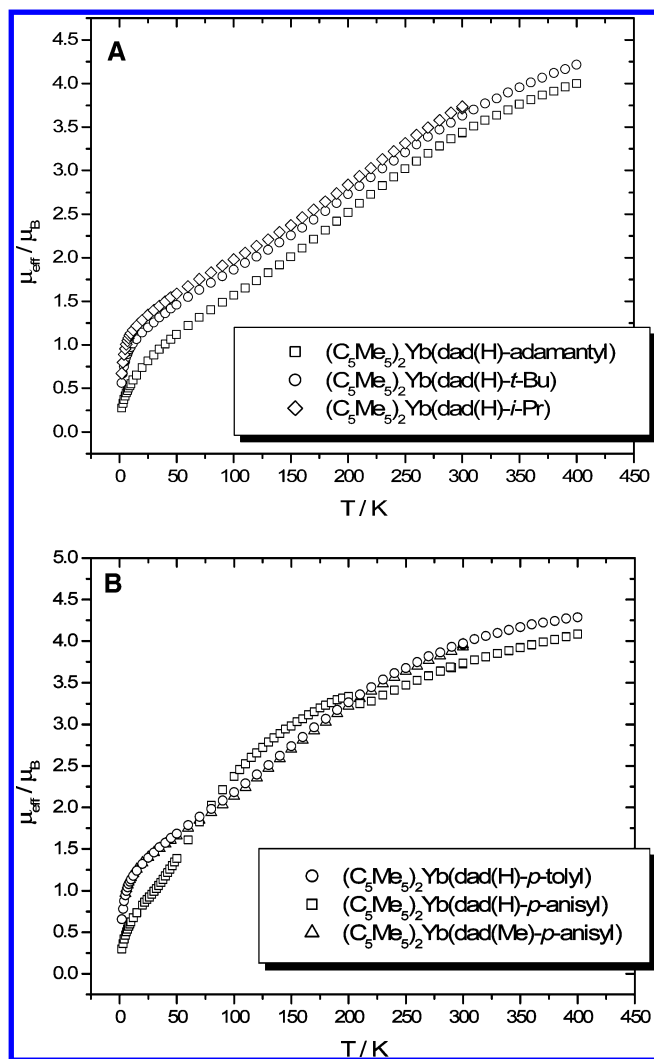 A
4.5
4.0
3.5
3.0
2.5
2.0
1.5
1.0
0.5
0.0
μeff / μB
(C5Me5)2Yb(dad(H)-adamantyl)
(C5Me5)2Yb(dad(H)-t-Bu)
(C5Me5)2Yb(dad(H)-i-Pr)
0 50 100 150 200 250 300 350 400 450
T / K
B
5.0
4.5
4.0
3.5
3.0
2.5
2.0
1.5
1.0
0.5
0.0
μeff / μB
(C5Me5)2Yb(dad(H)-p-tolyl)
(C5Me5)2Yb(dad(H)-p-anisyl)
(C5Me5)2Yb(dad(Me)-p-anisyl)
0 50 100 150 200 250 300 350 400 450
T / K